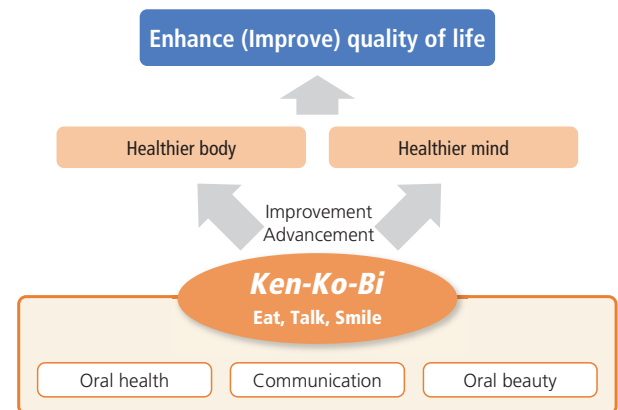 Enhance (Improve) quality of life
Healthier body
Healthier mind
Improvement
Advancement
Ken-Ko-Bi
Eat, Talk, Smile
Oral health
Communication
Oral beauty